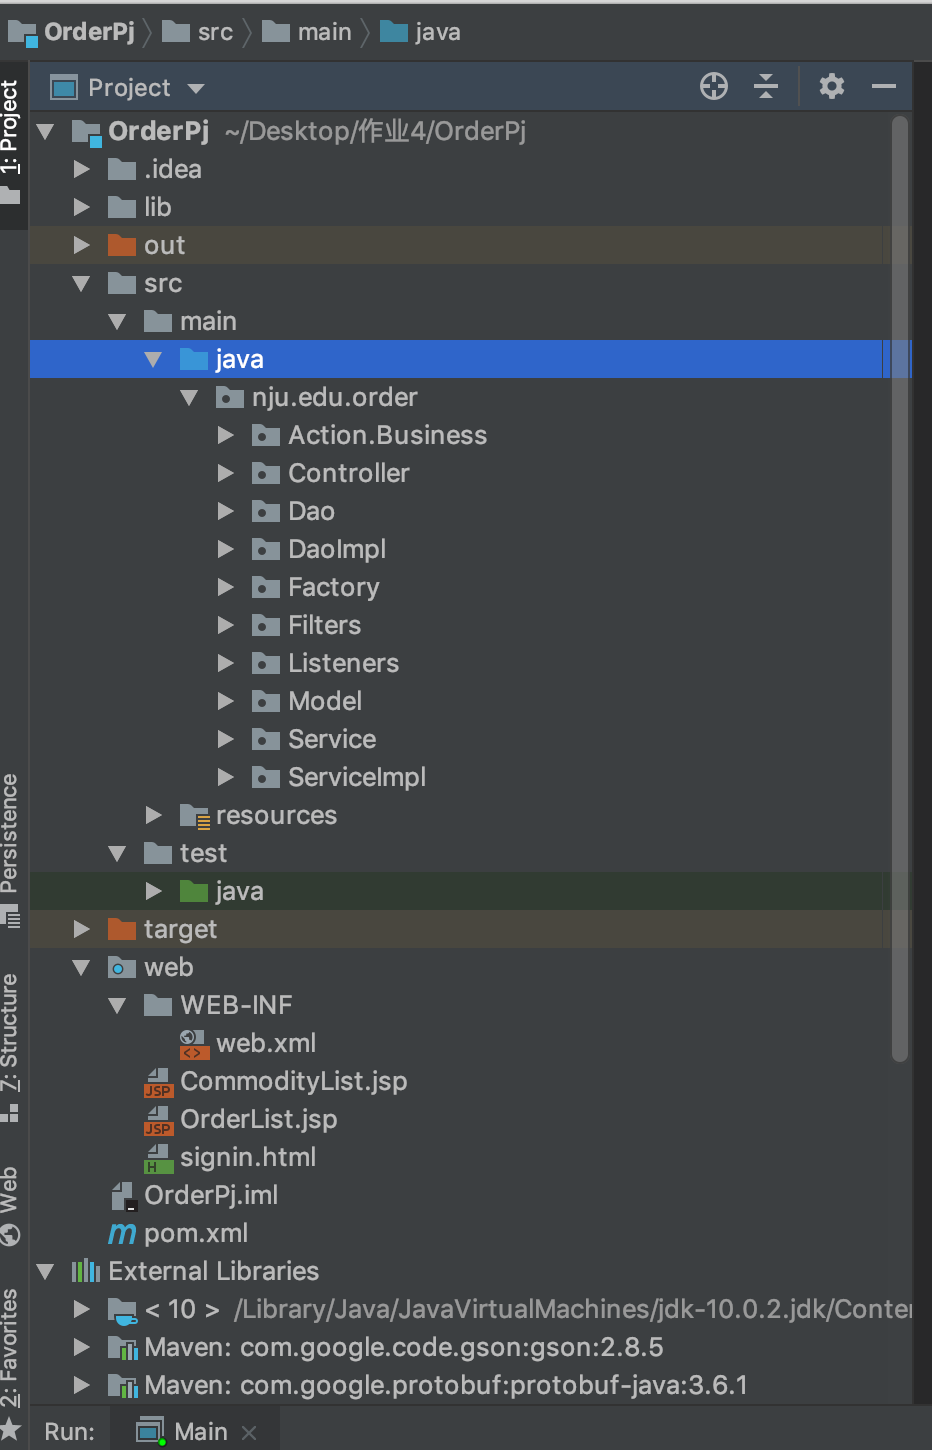 OrderPj src main java
1: Project
Project
OrderPj ~/Desktop/作业4/OrderPj
.idea
lib
out
src
main
java
nju.edu.order
Action.Business
Controller
Dao
DaoImpl
Factory
Filters
Listeners
Model
Service
ServiceImpl
resources
test
java
target
web
WEB-INF
web.xml
CommodityList.jsp
OrderList.jsp
signin.html
OrderPj.iml
pom.xml
External Libraries
< 10 > /Library/Java/JavaVirtualMachines/jdk-10.0.2.jdk/Conte
Maven: com.google.code.gson:gson:2.8.5
Maven: com.google.protobuf:protobuf-java:3.6.1
Persistence
7: Structure
Web
2: Favorites
Run: Main